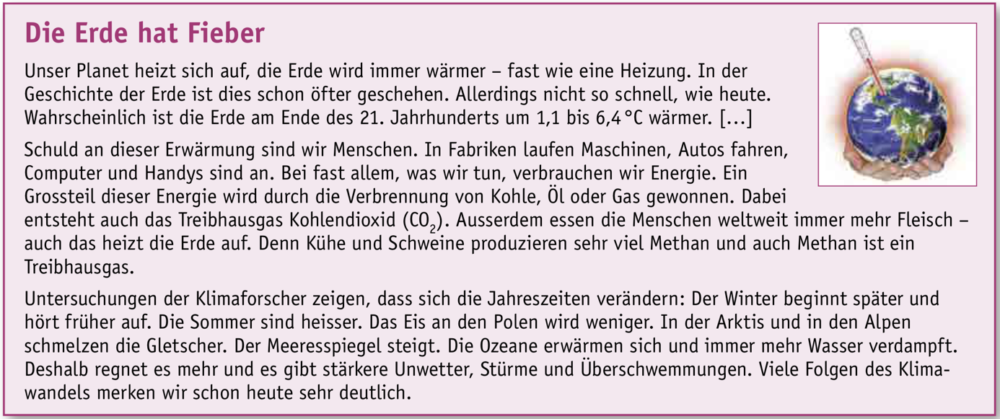 Die Erde hat Fieber
Unser Planet heizt sich auf, die Erde wird immer wärmer – fast wie eine Heizung. In der
Geschichte der Erde ist dies schon öfter geschehen. Allerdings nicht so schnell, wie heute.
Wahrscheinlich ist die Erde am Ende des 21. Jahrhunderts um 1,1 bis 6,4 °C wärmer. […]
Schuld an dieser Erwärmung sind wir Menschen. In Fabriken laufen Maschinen, Autos fahren,
Computer und Handys sind an. Bei fast allem, was wir tun, verbrauchen wir Energie. Ein
Grossteil dieser Energie wird durch die Verbrennung von Kohle, Öl oder Gas gewonnen. Dabei
entsteht auch das Treibhausgas Kohlendioxid (CO₂). Ausserdem essen die Menschen weltweit immer mehr Fleisch –
auch das heizt die Erde auf. Denn Kühe und Schweine produzieren sehr viel Methan und auch Methan ist ein
Treibhausgas.
Untersuchungen der Klimaforscher zeigen, dass sich die Jahreszeiten verändern: Der Winter beginnt später und
hört früher auf. Die Sommer sind heisser. Das Eis an den Polen wird weniger. In der Arktis und in den Alpen
schmelzen die Gletscher. Der Meeresspiegel steigt. Die Ozeane erwärmen sich und immer mehr Wasser verdampft.
Deshalb regnet es mehr und es gibt stärkere Unwetter, Stürme und Überschwemmungen. Viele Folgen des Klima-
wandels merken wir schon heute sehr deutlich.